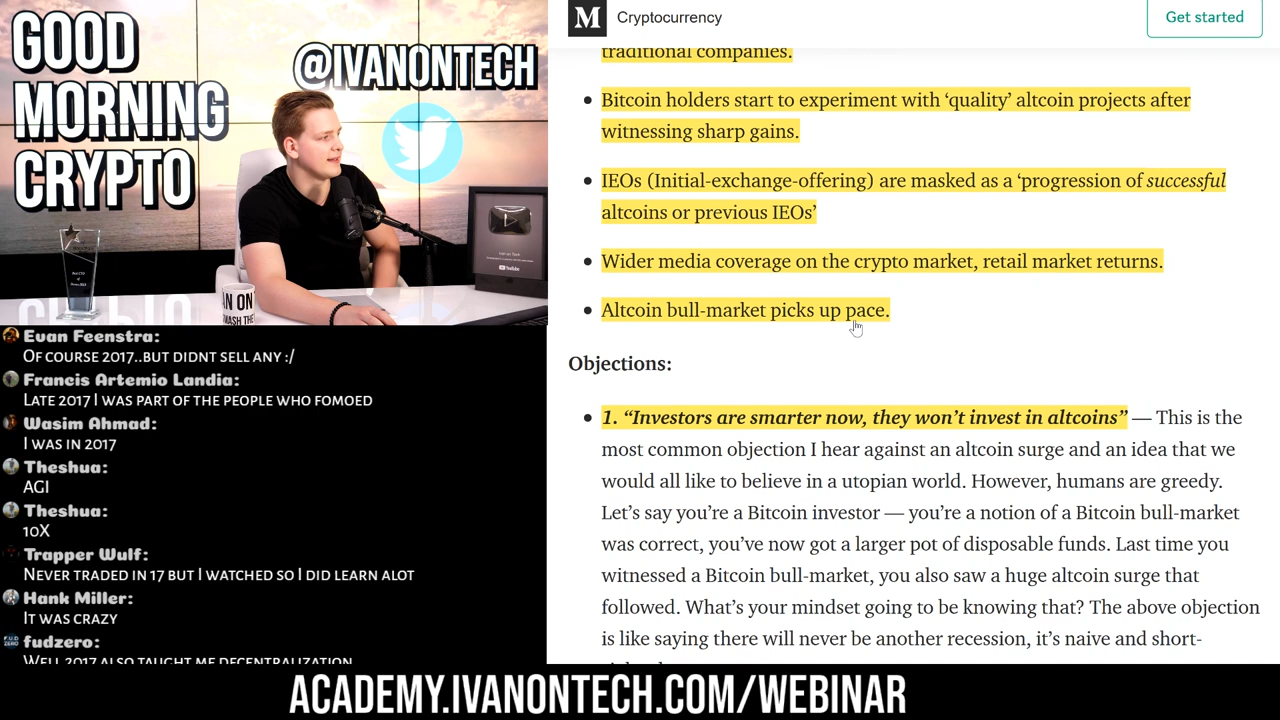 GOOD
MORNING
CRYPTO
@IVANONTECH
AN ON
Evan Feenstra:
Of course 2017..but didnt sell any :/
Francis Artemio Landia:
Late 2017 I was part of the people who fomoed
Wasim Ahmad:
I was in 2017
Theshua:
AGI
Theshua:
10x
Trapper Wulf:
Never traded in 17 but I watched so I did learn alot
Hank Miller:
It was crazy
fudzero:
Well 2017 also taught me decentralization
M
Cryptocurrency
Get started
traditional companies.
• Bitcoin holders start to experiment with ‘quality’ altcoin projects after
witnessing sharp gains.
• IEOs (Initial-exchange-offering) are masked as a ‘progression of successful
altcoins or previous IEOs’
• Wider media coverage on the crypto market, retail market returns.
• Altcoin bull-market picks up pace.
Objections:
• 1. “Investors are smarter now, they won’t invest in altcoins” — This is the
most common objection I hear against an altcoin surge and an idea that we
would all like to believe in a utopian world. However, humans are greedy.
Let’s say you’re a Bitcoin investor — you’re a notion of a Bitcoin bull-market
was correct, you’ve now got a larger pot of disposable funds. Last time you
witnessed a Bitcoin bull-market, you also saw a huge altcoin surge that
followed. What’s your mindset going to be knowing that? The above objection
is like saying there will never be another recession, it’s naive and short-
ACADEMY.IVANONTECH.COM/WEBINAR